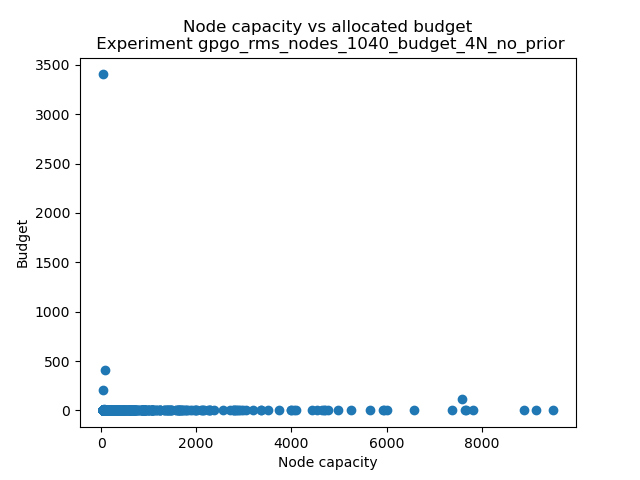 Node capacity vs allocated budget
Experiment gpgo_rms_nodes_1040_budget_4N_no_prior
3500
3000
2500
2000
1500
1000
500
0
Budget
0 2000 4000 6000 8000
Node capacity